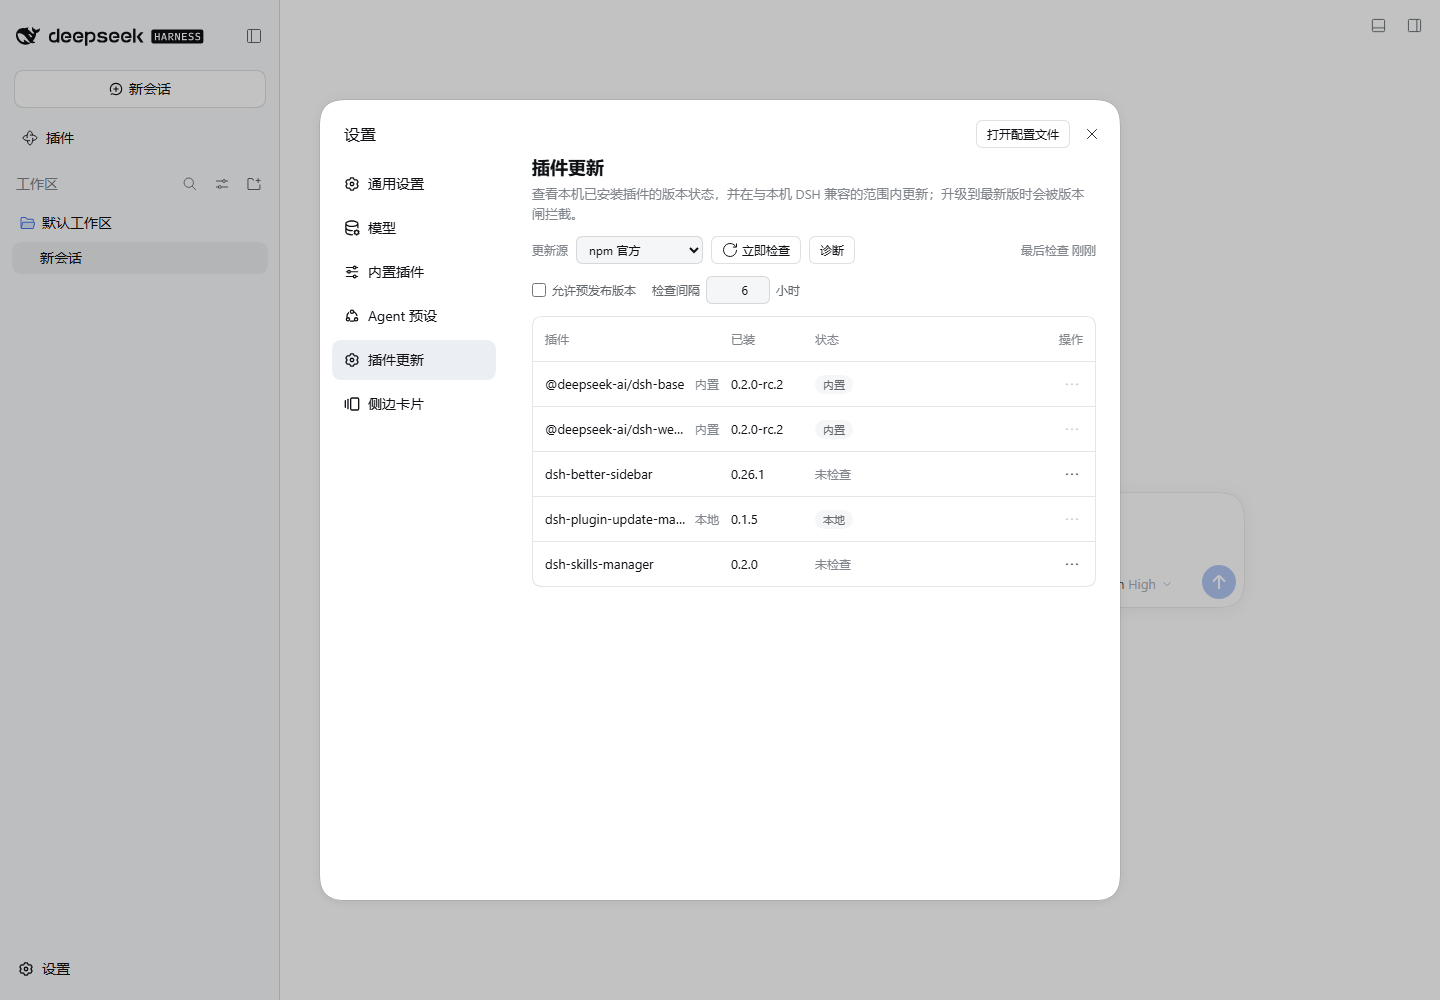 deepseek HARNESS
新会话
插件
工作区
默认工作区
新会话
设置
设置
打开配置文件
通用设置
模型
内置插件
Agent 预设
插件更新
侧边卡片
插件更新
查看本机已安装插件的版本状态，并在与本机 DSH 兼容的范围内更新；升级到最新版时会被版本
闸拦截。
更新源 npm 官方 立即检查 诊断 最后检查 刚刚
允许预发布版本 检查间隔 6 小时
插件 已装 状态 操作
@deepseek-ai/dsh-base 内置 0.2.0-rc.2 内置 ···
@deepseek-ai/dsh-we... 内置 0.2.0-rc.2 内置 ···
dsh-better-sidebar 0.26.1 未检查 ···
dsh-plugin-update-ma... 本地 0.1.5 本地 ···
dsh-skills-manager 0.2.0 未检查 ···
High